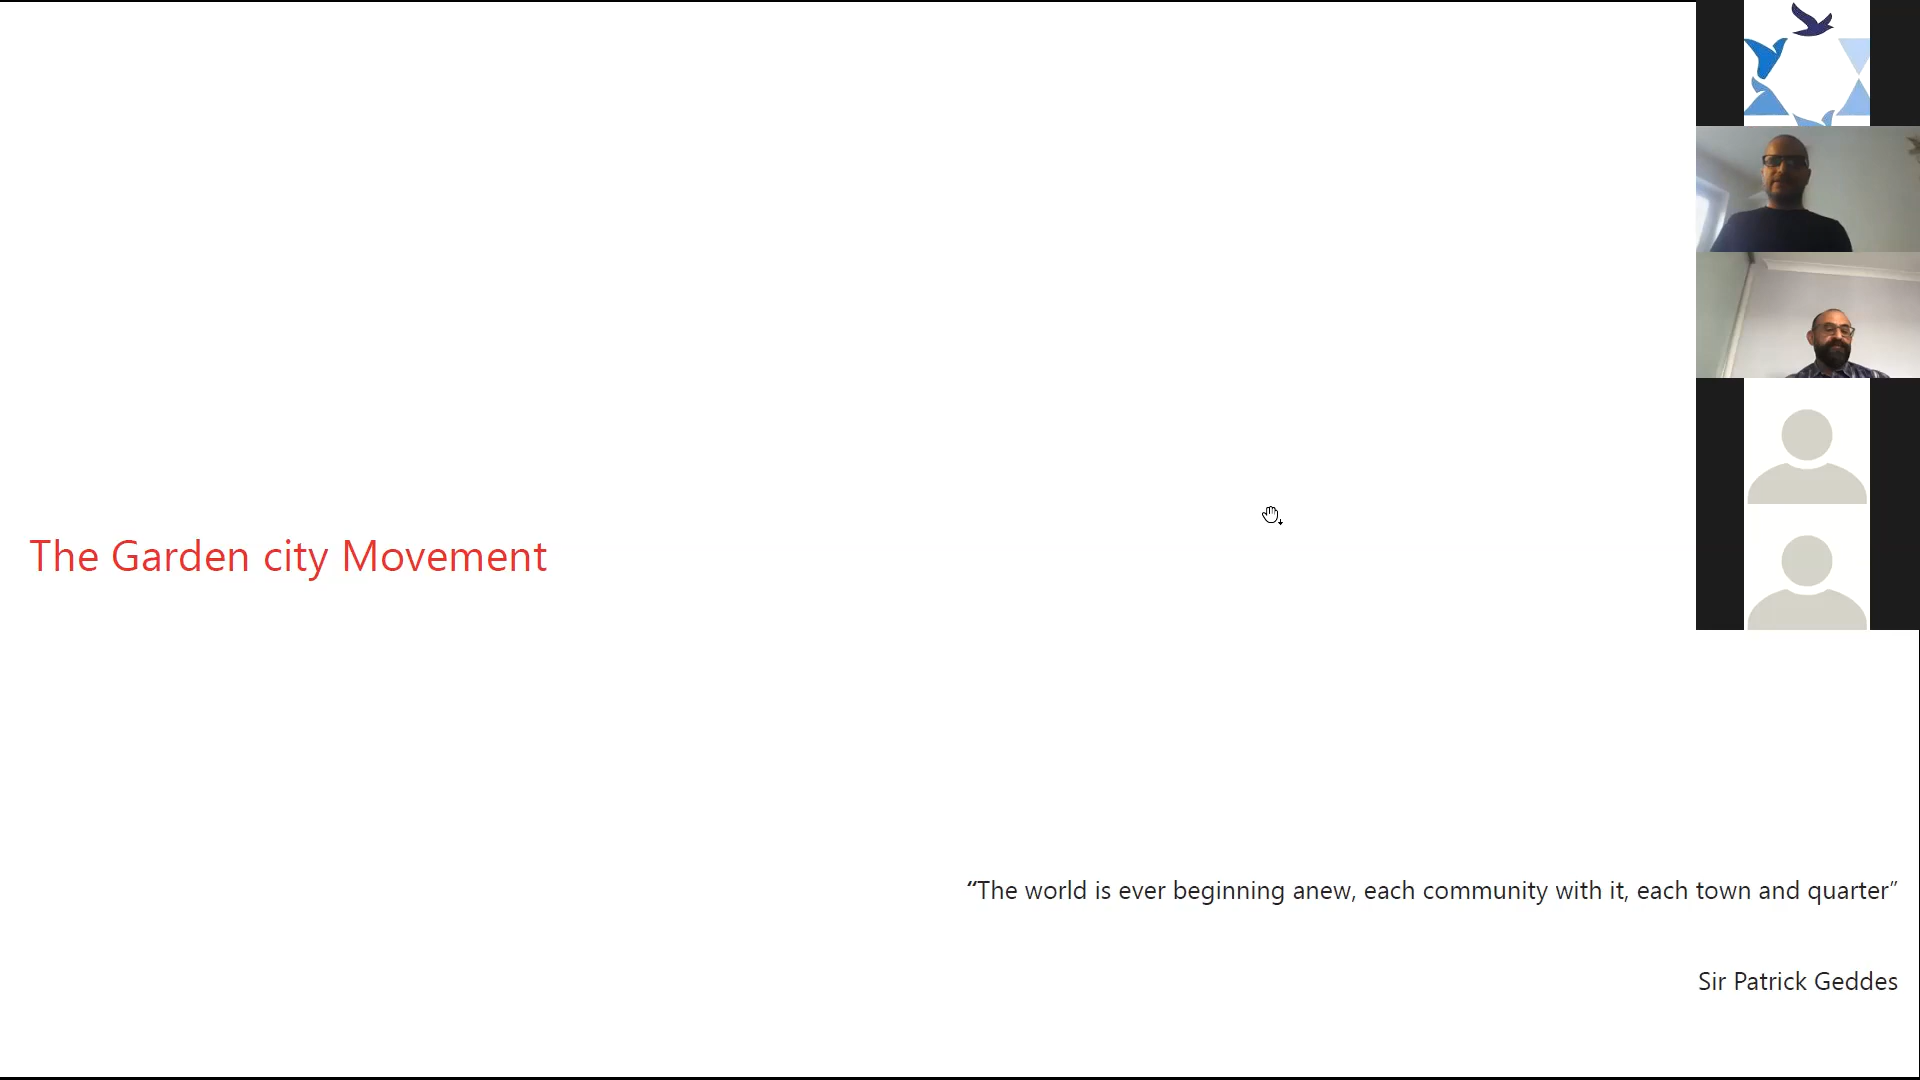 The Garden city Movement
“The world is ever beginning anew, each community with it, each town and quarter”
Sir Patrick Geddes